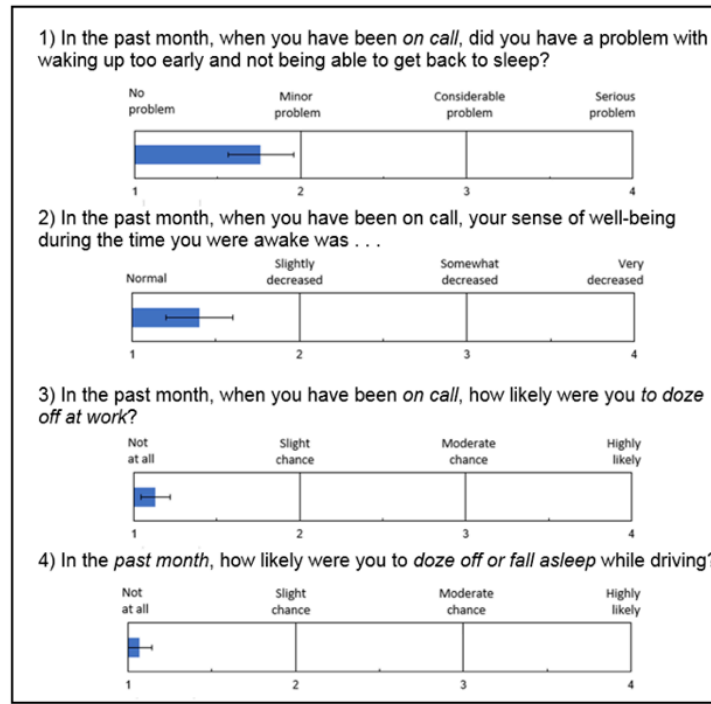 1) In the past month, when you have been on call, did you have a problem with
waking up too early and not being able to get back to sleep?
No problem Minor problem Considerable problem Serious problem
1 2 3 4
2) In the past month, when you have been on call, your sense of well-being
during the time you were awake was . . .
Normal Slightly decreased Somewhat decreased Very decreased
1 2 3 4
3) In the past month, when you have been on call, how likely were you to doze
off at work?
Not at all Slight chance Moderate chance Highly likely
1 2 3 4
4) In the past month, how likely were you to doze off or fall asleep while driving?
Not at all Slight chance Moderate chance Highly likely
1 2 3 4